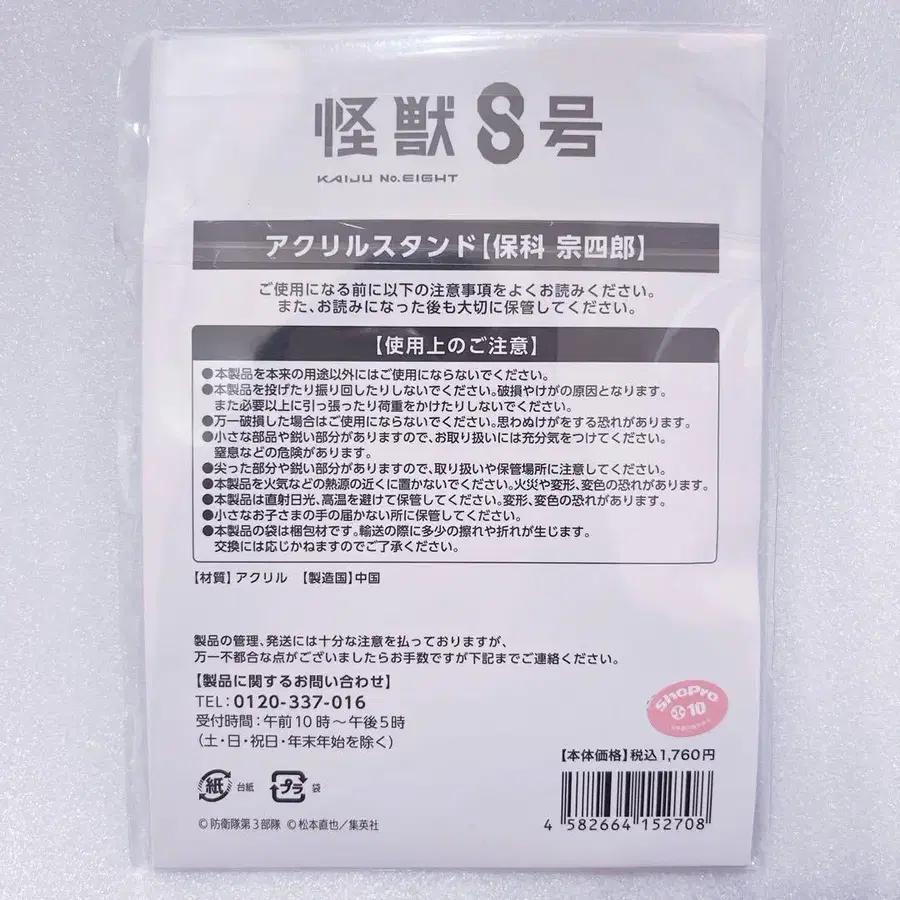 怪獣8号
KAIJU No.EIGHT
アクリルスタンド【保科 宗四郎】
ご使用になる前に以下の注意事項をよくお読みください。
また、お読みになった後も大切に保管してください。
【使用上のご注意】
●本製品を本来の用途以外にはご使用にならないでください。
●本製品を投げたり振り回したりしないでください。破損やけがの原因となります。
また必要以上に引っ張ったり荷重をかけたりしないでください。
●万一破損した場合はご使用にならないでください。思わぬけがをする恐れがあります。
●小さな部品や鋭い部分がありますので、お取り扱いには充分気をつけてください。
窒息などの危険があります。
●尖った部分や鋭い部分がありますので、取り扱いや保管場所に注意してください。
●本製品を火気などの熱源の近くに置かないでください。火災や変形、変色の恐れがあります。
●本製品は直射日光、高温を避けて保管してください。変形、変色の恐れがあります。
●小さなお子さまの手の届かない所に保管してください。
●本製品の袋は梱包材です。輸送の際に多少の擦れや折れが生じます。
交換には応じかねますのでご了承ください。
【材質】アクリル 【製造国】中国
製品の管理、発送には十分な注意を払っておりますが、
万一不都合な点がございましたらお手数ですが下記までご連絡ください。
【製品に関するお問い合わせ】
TEL:0120-337-016
受付時間:午前10時~午後5時
(土・日・祝日・年末年始を除く)
ShoPro
10
紙 台紙 プラ 袋
【本体価格】税込1,760円
4 582664 152708
©防衛隊第3部隊 ©松本直也/集英社